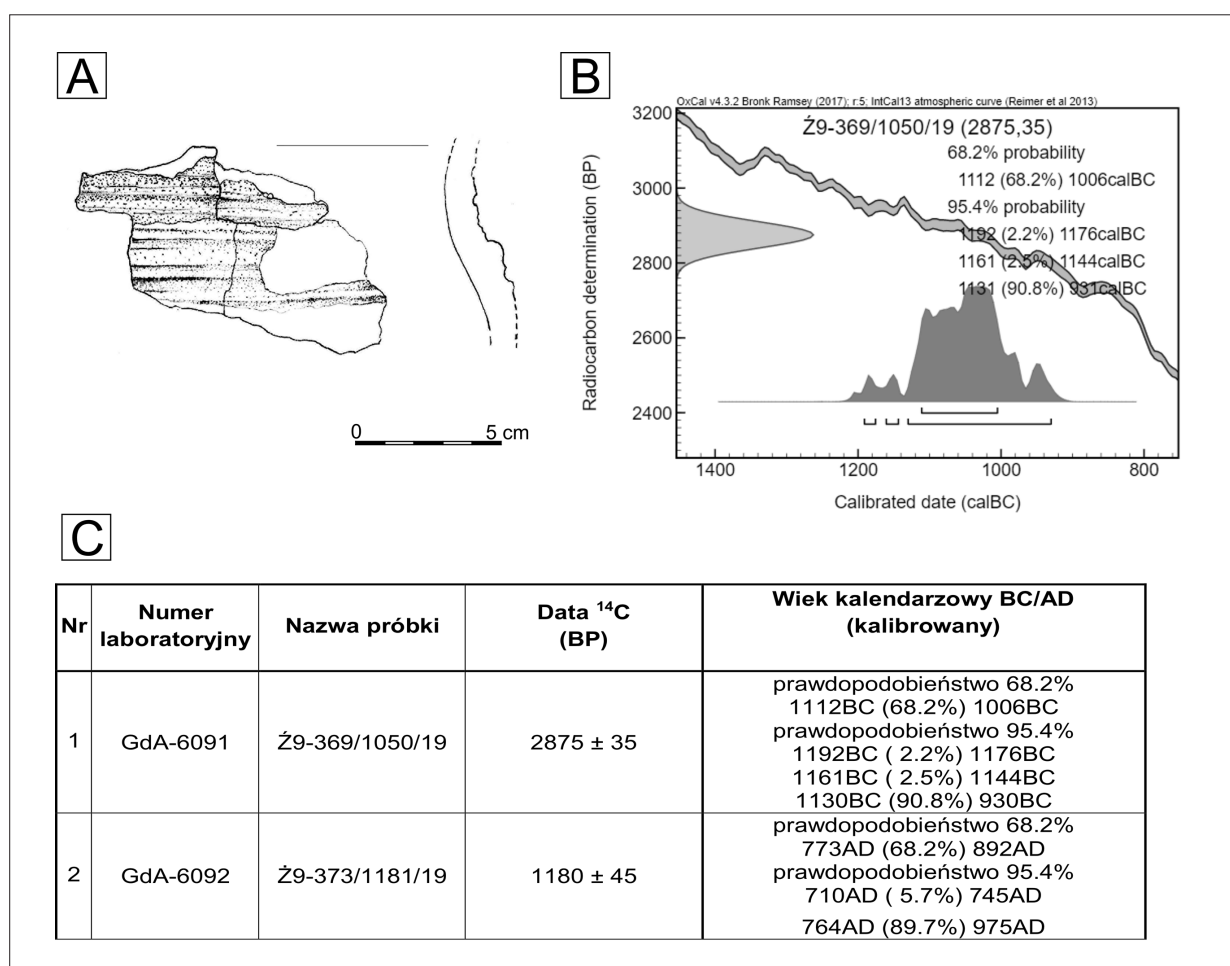 A
0 5 cm
B
OxCal v4.3.2 Bronk Ramsey (2017); r:5; IntCal13 atmospheric curve (Reimer et al 2013)
Ź9-369/1050/19 (2875,35)
68.2% probability
1112 (68.2%) 1006calBC
95.4% probability
1192 (2.2%) 1176calBC
1161 (2.5%) 1144calBC
1131 (90.8%) 931calBC
Radiocarbon determination (BP)
3200
3000
2800
2600
2400
1400 1200 1000 800
Calibrated date (calBC)
C
Nr
Numer
laboratoryjny
Nazwa próbki
Data ¹⁴C
(BP)
Wiek kalendarzowy BC/AD
(kalibrowany)
1
GdA-6091
Ź9-369/1050/19
2875 ± 35
prawdopodobieństwo 68.2%
1112BC (68.2%) 1006BC
prawdopodobieństwo 95.4%
1192BC ( 2.2%) 1176BC
1161BC ( 2.5%) 1144BC
1130BC (90.8%) 930BC
2
GdA-6092
Ż9-373/1181/19
1180 ± 45
prawdopodobieństwo 68.2%
773AD (68.2%) 892AD
prawdopodobieństwo 95.4%
710AD ( 5.7%) 745AD
764AD (89.7%) 975AD